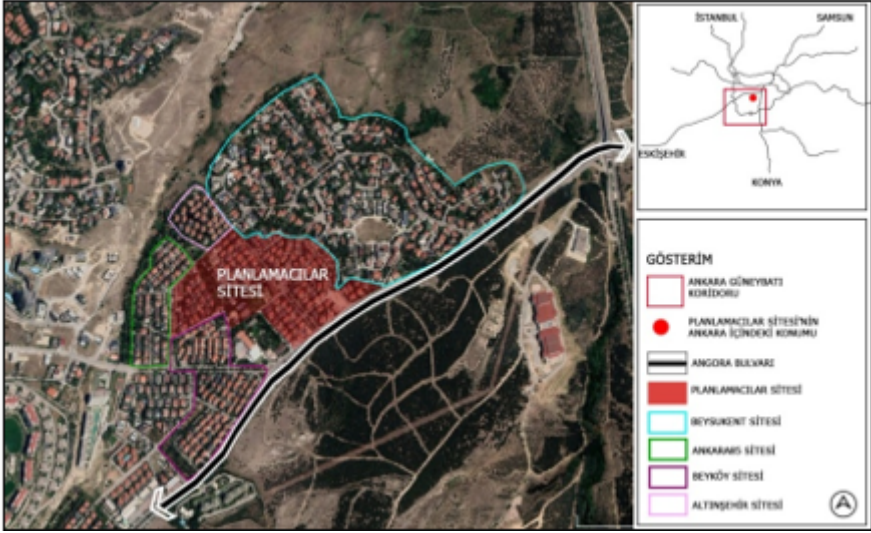 PLANLAMACILAR
SİTESİ
İSTANBUL
SAMSUN
ESKİŞEHİR
KONYA
GÖSTERİM
ANKARA GÜNEYBATI
KORİDORU
PLANLAMACILAR SİTESİ'NİN
ANKARA İÇİNDEKİ KONUMU
ANGORA BULVARI
PLANLAMACILAR SİTESİ
BEYSUKENT SİTESİ
ANKARA85 SİTESİ
BEYKÖY SİTESİ
ALTINŞEHİR SİTESİ
A